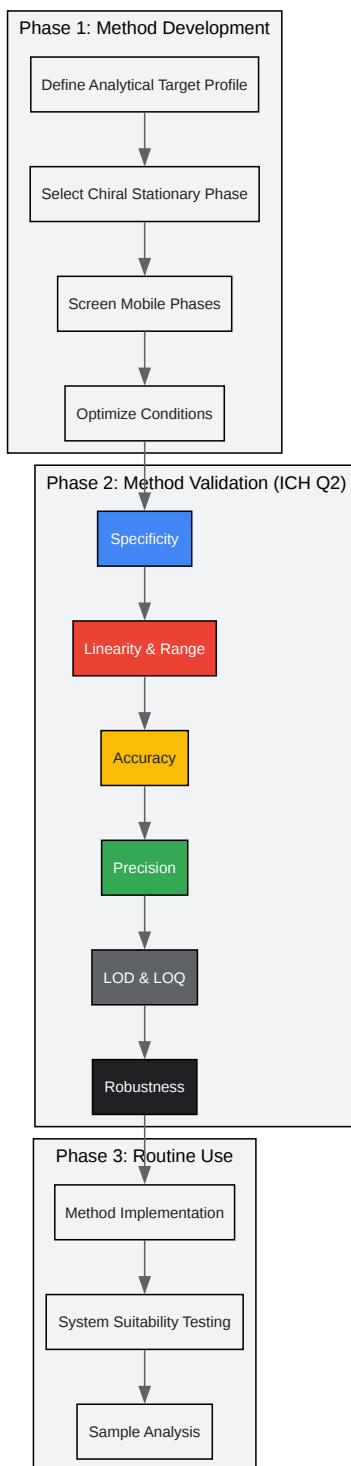 Phase 1: Method Development
Define Analytical Target Profile
Select Chiral Stationary Phase
Screen Mobile Phases
Optimize Conditions
Phase 2: Method Validation (ICH Q2)
Specificity
Linearity & Range
Accuracy
Precision
LOD & LOQ
Robustness
Phase 3: Routine Use
Method Implementation
System Suitability Testing
Sample Analysis